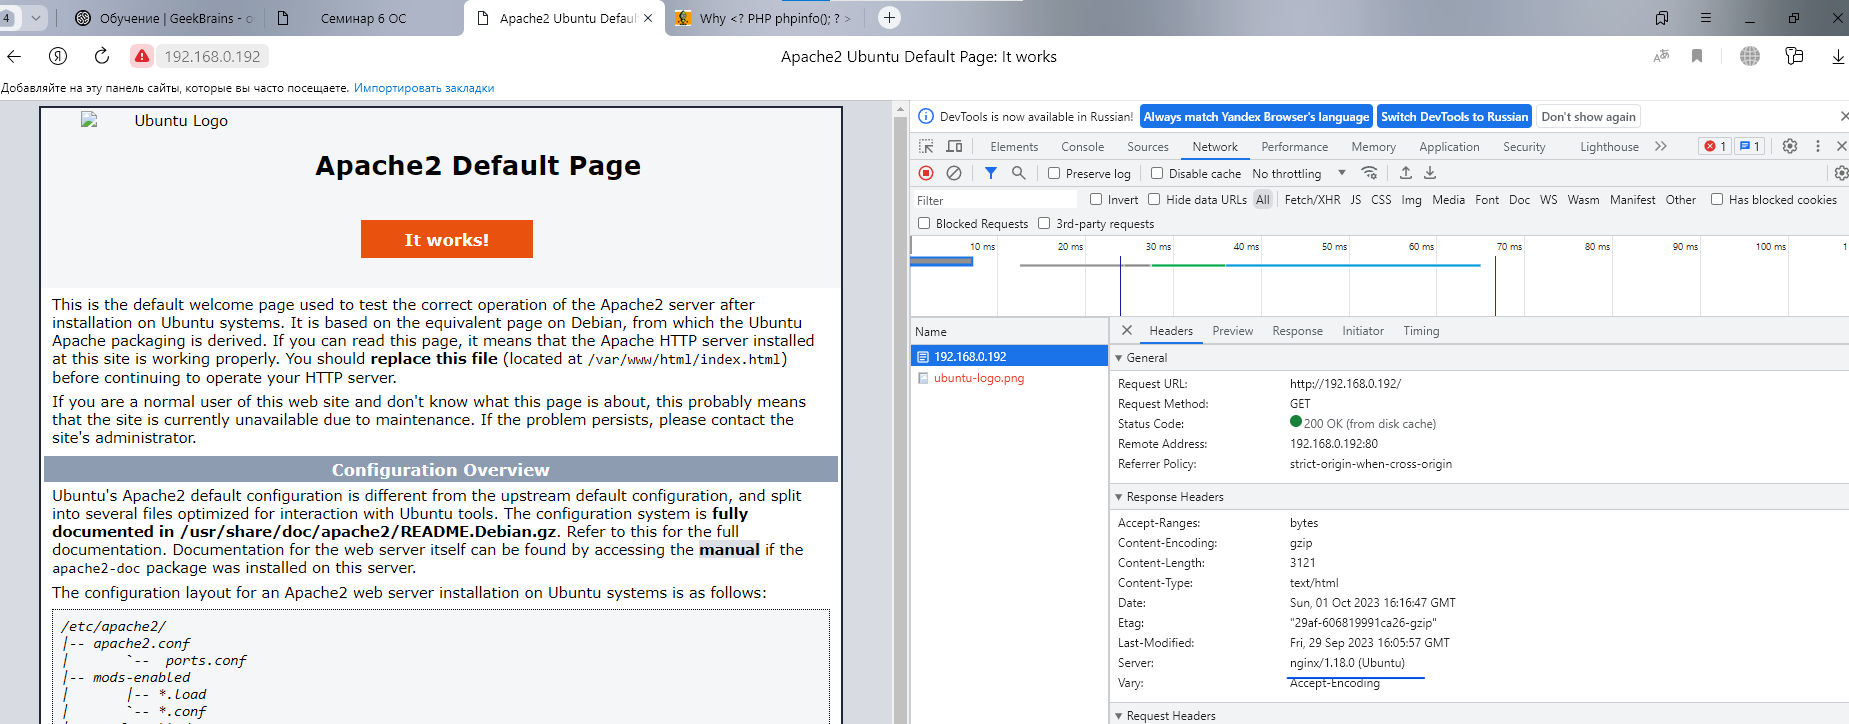 4
Обучение | GeekBrains - о
Семинар 6 ОС
Apache2 Ubuntu Defaul
Why <? PHP phpinfo(); ? >
192.168.0.192
Apache2 Ubuntu Default Page: It works
Добавляйте на эту панель сайты, которые вы часто посещаете. Импортировать закладки
Ubuntu Logo
Apache2 Default Page
It works!
This is the default welcome page used to test the correct operation of the Apache2 server after
installation on Ubuntu systems. It is based on the equivalent page on Debian, from which the Ubuntu
Apache packaging is derived. If you can read this page, it means that the Apache HTTP server installed
at this site is working properly. You should replace this file (located at /var/www/html/index.html)
before continuing to operate your HTTP server.
If you are a normal user of this web site and don't know what this page is about, this probably means
that the site is currently unavailable due to maintenance. If the problem persists, please contact the
site's administrator.
Configuration Overview
Ubuntu's Apache2 default configuration is different from the upstream default configuration, and split
into several files optimized for interaction with Ubuntu tools. The configuration system is fully
documented in /usr/share/doc/apache2/README.Debian.gz. Refer to this for the full
documentation. Documentation for the web server itself can be found by accessing the manual if the
apache2-doc package was installed on this server.
The configuration layout for an Apache2 web server installation on Ubuntu systems is as follows:
/etc/apache2/
|-- apache2.conf
|       `--  ports.conf
|-- mods-enabled
|       |-- *.load
|       `-- *.conf
DevTools is now available in Russian! Always match Yandex Browser's language Switch DevTools to Russian Don't show again
Elements Console Sources Network Performance Memory Application Security Lighthouse 1 1
Preserve log Disable cache No throttling
Filter Invert Hide data URLs All Fetch/XHR JS CSS Img Media Font Doc WS Wasm Manifest Other Has blocked cookies
Blocked Requests 3rd-party requests
10 ms 20 ms 30 ms 40 ms 50 ms 60 ms 70 ms 80 ms 90 ms 100 ms 1
Name
192.168.0.192
ubuntu-logo.png
Headers Preview Response Initiator Timing
General
Request URL: http://192.168.0.192/
Request Method: GET
Status Code: 200 OK (from disk cache)
Remote Address: 192.168.0.192:80
Referrer Policy: strict-origin-when-cross-origin
Response Headers
Accept-Ranges: bytes
Content-Encoding: gzip
Content-Length: 3121
Content-Type: text/html
Date: Sun, 01 Oct 2023 16:16:47 GMT
Etag: "29af-606819991ca26-gzip"
Last-Modified: Fri, 29 Sep 2023 16:05:57 GMT
Server: nginx/1.18.0 (Ubuntu)
Vary: Accept-Encoding
Request Headers